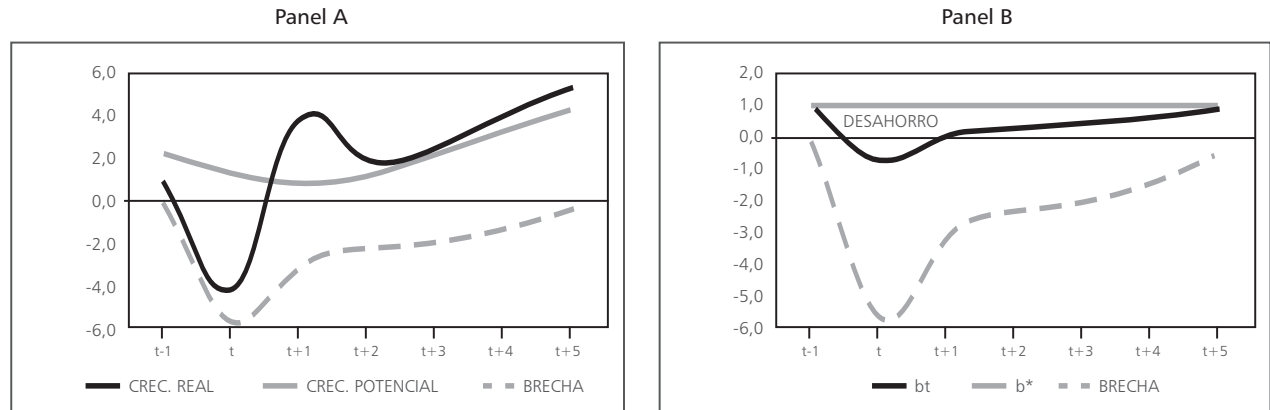 Panel A
6,0
4,0
2,0
0,0
-2,0
-4,0
-6,0
t-1 t t+1 t+2 t+3 t+4 t+5
CREC. REAL CREC. POTENCIAL BRECHA
Panel B
2,0
1,0
0,0
-1,0
-2,0
-3,0
-4,0
-5,0
-6,0
DESAHORRO
t-1 t t+1 t+2 t+3 t+4 t+5
bt b* BRECHA